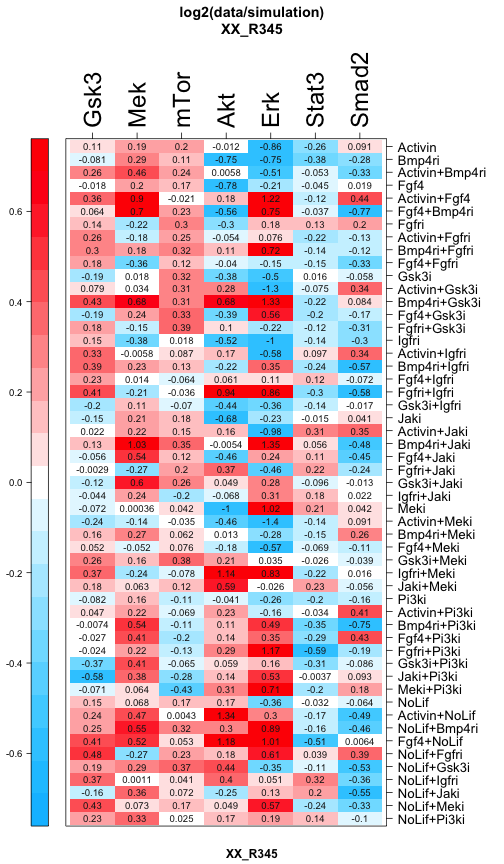 log2(data/simulation)
XX_R345
Gsk3 Mek mTor Akt Erk Stat3 Smad2
0.11 0.19 0.2 -0.012 -0.86 -0.26 0.091 Activin
-0.081 0.29 0.11 -0.75 -0.75 -0.38 -0.28 Bmp4ri
0.26 0.46 0.24 0.0058 -0.51 -0.053 -0.33 Activin+Bmp4ri
-0.018 0.2 0.17 -0.78 -0.21 -0.045 0.019 Fgf4
0.36 0.9 -0.021 0.18 1.22 -0.12 0.44 Activin+Fgf4
0.064 0.7 0.23 -0.56 0.75 -0.037 -0.77 Fgf4+Bmp4ri
0.14 -0.22 0.3 -0.3 0.18 0.13 0.2 Fgfri
0.26 -0.18 0.25 -0.054 0.076 -0.22 -0.13 Activin+Fgfri
0.3 0.18 0.32 0.11 0.72 -0.14 -0.12 Bmp4ri+Fgfri
0.18 -0.36 0.12 -0.04 -0.15 -0.15 -0.33 Fgf4+Fgfri
-0.19 0.018 0.32 -0.38 -0.5 0.016 -0.058 Gsk3i
0.079 0.034 0.31 0.28 -1.3 -0.075 0.34 Activin+Gsk3i
0.43 0.68 0.31 0.58 1.33 -0.22 0.084 Bmp4ri+Gsk3i
-0.19 0.24 0.33 -0.39 0.56 -0.2 -0.17 Fgf4+Gsk3i
0.18 -0.15 0.39 0.1 -0.22 -0.12 -0.31 Fgfri+Gsk3i
0.15 -0.38 0.018 -0.52 -1 -0.14 -0.3 Igfri
0.33 -0.0058 0.087 0.17 -0.58 0.097 0.34 Activin+Igfri
0.39 0.23 0.13 -0.22 0.35 -0.24 -0.57 Bmp4ri+Igfri
0.23 0.014 -0.064 0.061 0.11 0.12 -0.072 Fgf4+Igfri
0.41 -0.21 -0.036 0.94 0.86 -0.3 -0.58 Fgfri+Igfri
-0.2 0.11 -0.07 -0.44 -0.36 -0.14 -0.017 Gsk3i+Igfri
-0.15 0.21 0.18 -0.68 -0.23 -0.015 0.041 Jaki
0.022 0.22 0.15 0.16 -0.98 0.31 0.35 Activin+Jaki
0.13 1.03 0.35 -0.0054 1.35 0.056 -0.48 Bmp4ri+Jaki
-0.056 0.54 0.12 -0.46 0.24 0.11 -0.45 Fgf4+Jaki
-0.0029 -0.27 0.2 0.37 -0.46 0.22 -0.24 Fgfri+Jaki
-0.12 0.6 0.26 0.049 0.28 -0.096 -0.013 Gsk3i+Jaki
-0.044 0.24 -0.2 -0.068 0.31 0.18 0.022 Igfri+Jaki
-0.072 0.00036 0.042 -1 1.02 0.21 0.042 Meki
-0.24 -0.14 -0.035 -0.46 -1.4 -0.14 0.091 Activin+Meki
0.16 0.27 0.062 0.013 -0.28 -0.15 0.26 Bmp4ri+Meki
0.052 -0.052 0.076 -0.18 -0.57 -0.069 -0.11 Fgf4+Meki
0.26 0.16 0.38 0.21 0.035 -0.026 -0.039 Gsk3i+Meki
0.37 -0.24 -0.078 1.14 0.83 -0.22 0.016 Igfri+Meki
0.18 0.063 0.12 0.59 -0.026 0.23 -0.056 Jaki+Meki
-0.082 0.16 -0.11 -0.041 -0.26 -0.2 -0.16 Pi3ki
0.047 0.22 -0.069 0.23 -0.16 -0.034 0.41 Activin+Pi3ki
-0.0074 0.54 -0.11 0.11 0.49 -0.35 -0.75 Bmp4ri+Pi3ki
-0.027 0.41 -0.2 0.14 0.35 -0.29 0.43 Fgf4+Pi3ki
-0.024 0.22 -0.13 0.29 1.17 -0.59 -0.19 Fgfri+Pi3ki
-0.37 0.41 -0.065 0.059 0.16 -0.31 -0.086 Gsk3i+Pi3ki
-0.58 0.38 -0.28 0.14 0.53 -0.0037 0.093 Jaki+Pi3ki
-0.071 0.064 -0.43 0.31 0.71 -0.2 0.18 Meki+Pi3ki
0.15 0.068 0.17 0.17 -0.36 -0.032 -0.064 NoLif
0.24 0.47 0.0043 1.34 0.3 -0.17 -0.49 Activin+NoLif
0.25 0.55 0.32 0.3 0.89 -0.16 -0.46 NoLif+Bmp4ri
0.41 0.52 0.053 1.18 1.01 -0.51 0.0064 Fgf4+NoLif
0.48 -0.27 0.23 0.18 0.61 0.039 0.39 NoLif+Fgfri
0.19 0.29 0.37 0.44 -0.35 -0.11 -0.53 NoLif+Gsk3i
0.37 0.0011 0.041 0.4 0.051 0.32 -0.36 NoLif+Igfri
-0.16 0.36 0.072 -0.25 0.13 0.2 -0.55 NoLif+Jaki
0.43 0.073 0.17 0.049 0.57 -0.24 -0.33 NoLif+Meki
0.23 0.33 0.025 0.17 0.19 0.14 -0.1 NoLif+Pi3ki
0.6
0.4
0.2
0.0
-0.2
-0.4
-0.6
XX_R345